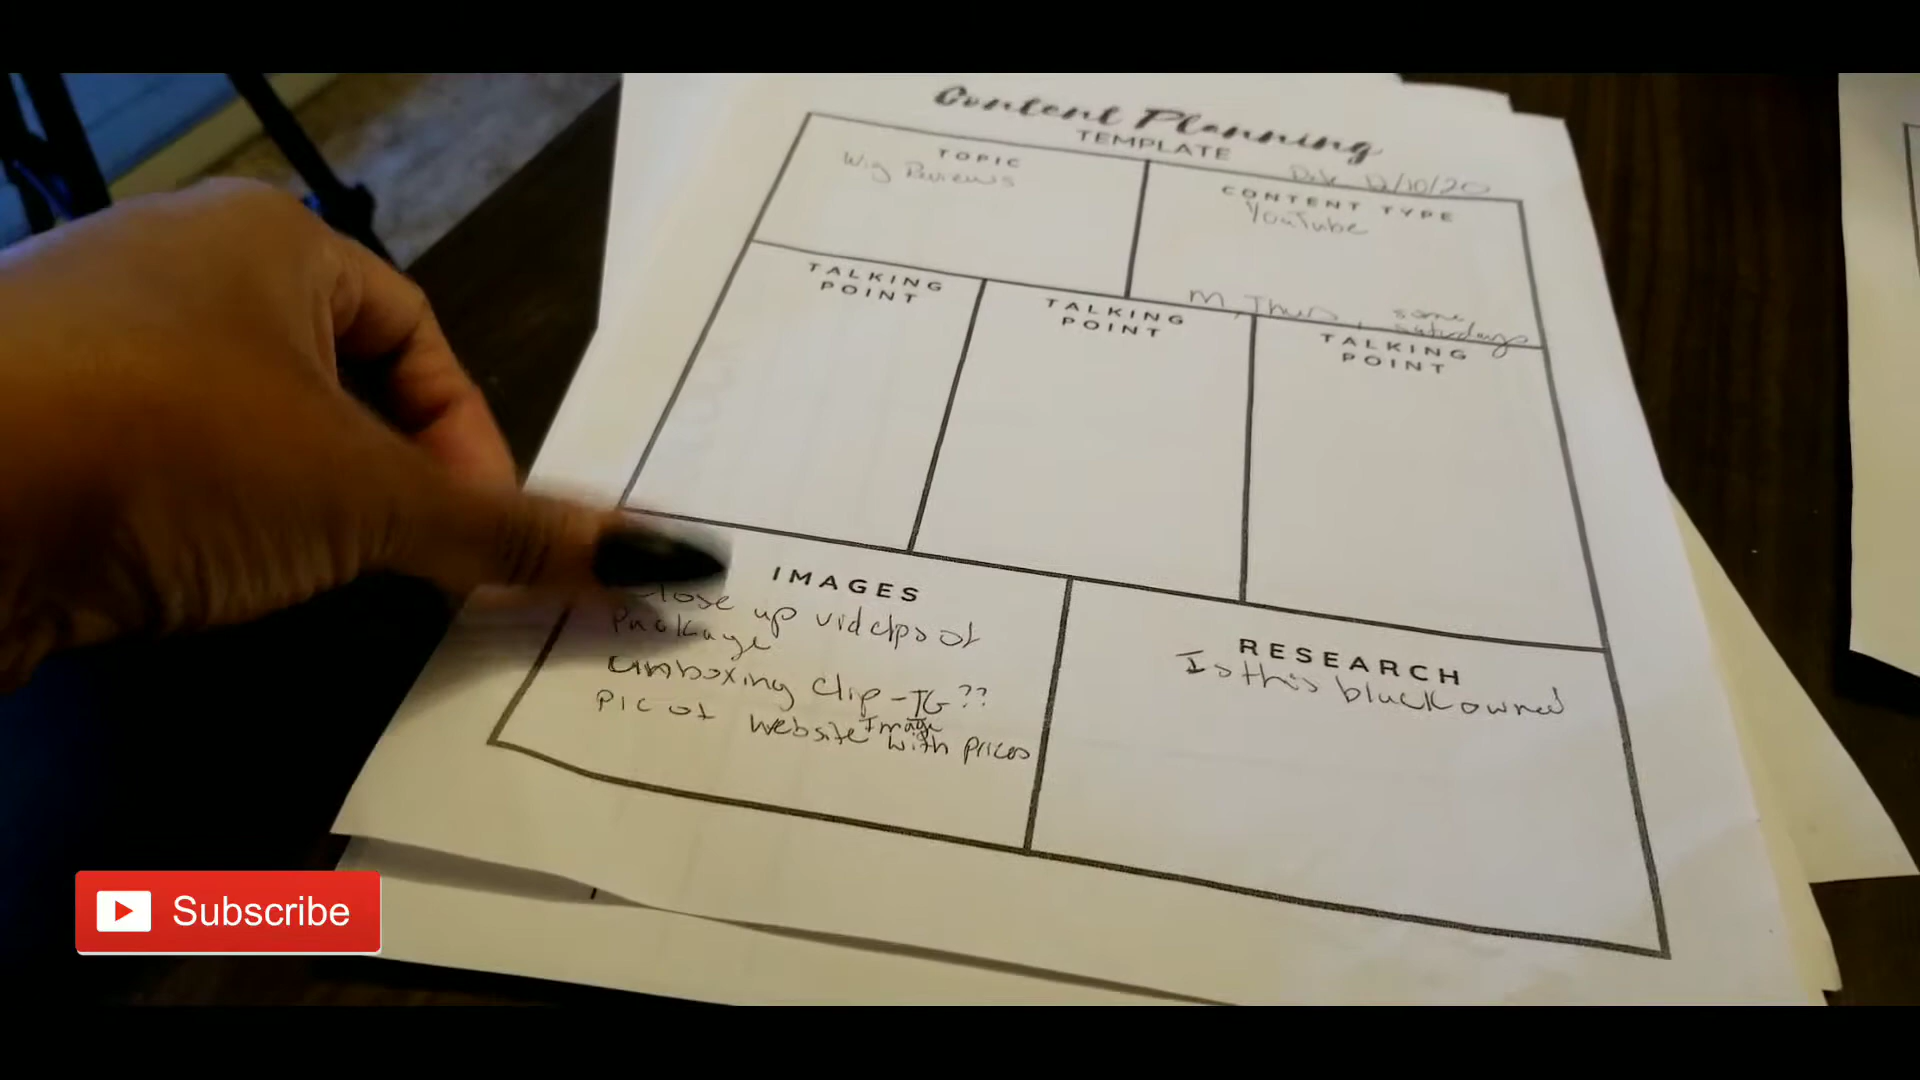 Content Planning
TEMPLATE
Date 12/10/20
TOPIC
Wig Reviews
CONTENT TYPE
YouTube
M, Thurs, some
saturdays
TALKING
POINT
TALKING
POINT
TALKING
POINT
IMAGES
Close up vid clps of
Package
unboxing clip - IG??
Pic of website Image
with prices
RESEARCH
Is this black owned
Subscribe